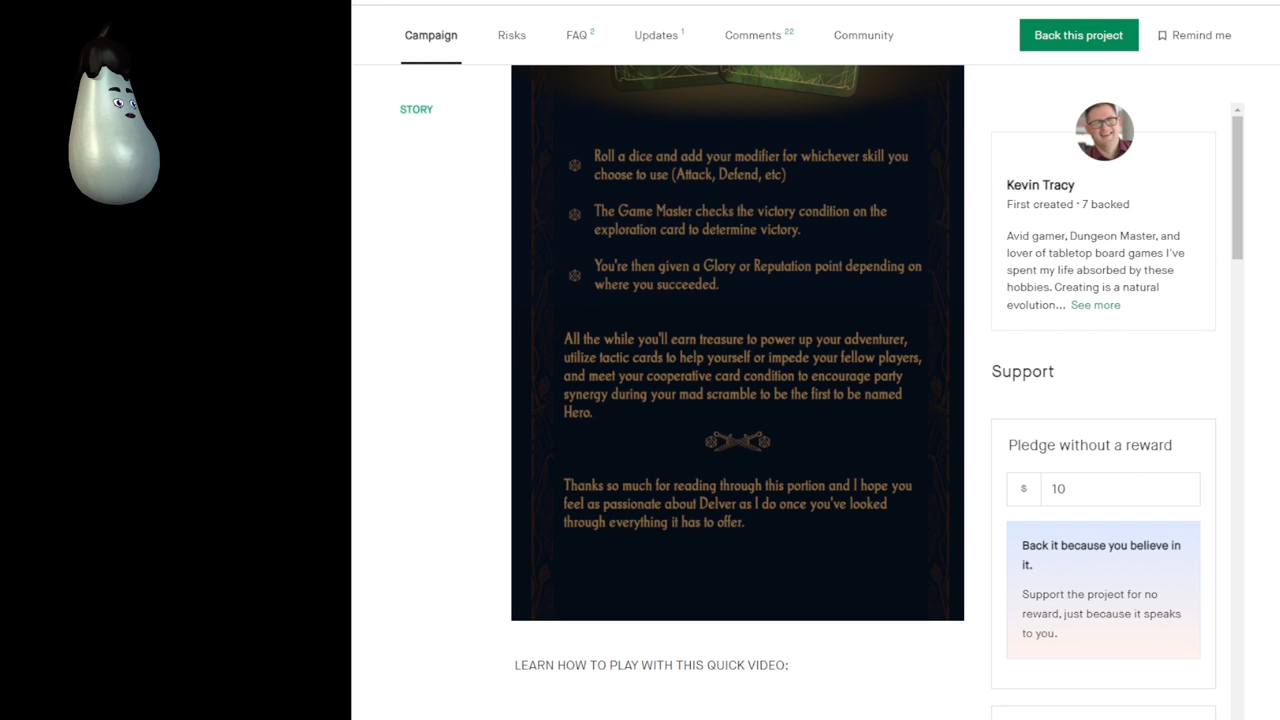 Campaign
Risks
FAQ 2
Updates 1
Comments 22
Community
Back this project
Remind me
STORY
Roll a dice and add your modifier for whichever skill you
choose to use (Attack, Defend, etc)
The Game Master checks the victory condition on the
exploration card to determine victory.
You're then given a Glory or Reputation point depending on
where you succeeded.
All the while you'll earn treasure to power up your adventurer,
utilize tactic cards to help yourself or impede your fellow players,
and meet your cooperative card condition to encourage party
synergy during your mad scramble to be the first to be named
Hero.
Thanks so much for reading through this portion and I hope you
feel as passionate about Delver as I do once you've looked
through everything it has to offer.
LEARN HOW TO PLAY WITH THIS QUICK VIDEO:
Kevin Tracy
First created · 7 backed
Avid gamer, Dungeon Master, and
lover of tabletop board games I've
spent my life absorbed by these
hobbies. Creating is a natural
evolution... See more
Support
Pledge without a reward
$ 10
Back it because you believe in
it.
Support the project for no
reward, just because it speaks
to you.